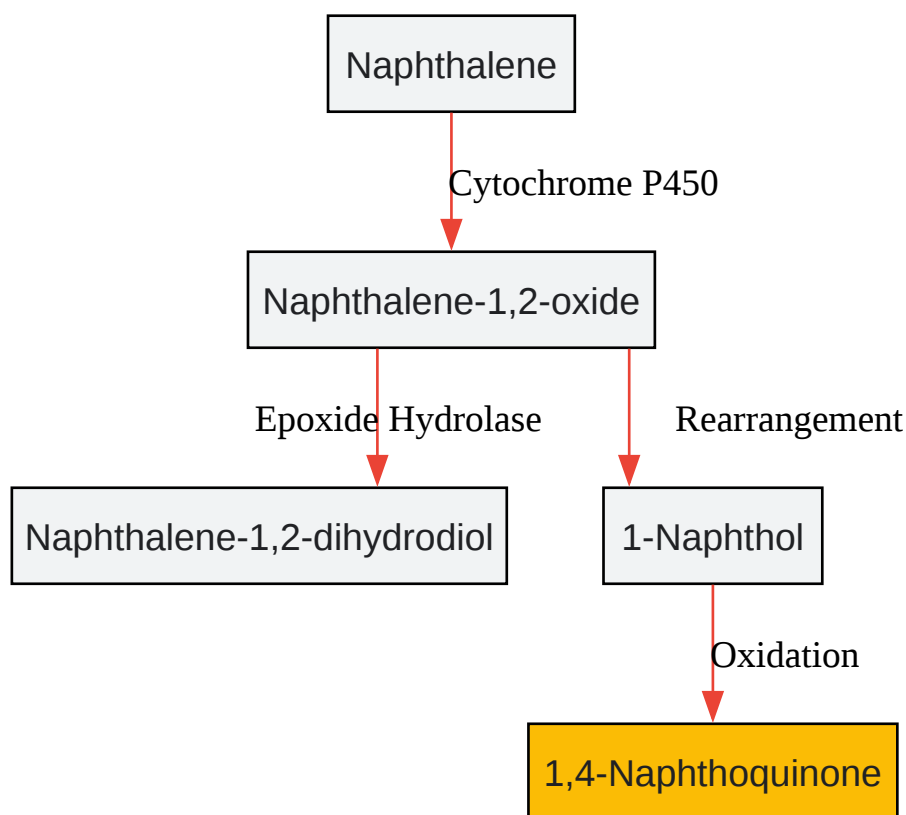 Naphthalene
Cytochrome P450
Naphthalene-1,2-oxide
Epoxide Hydrolase
Rearrangement
Naphthalene-1,2-dihydrodiol
1-Naphthol
Oxidation
1,4-Naphthoquinone